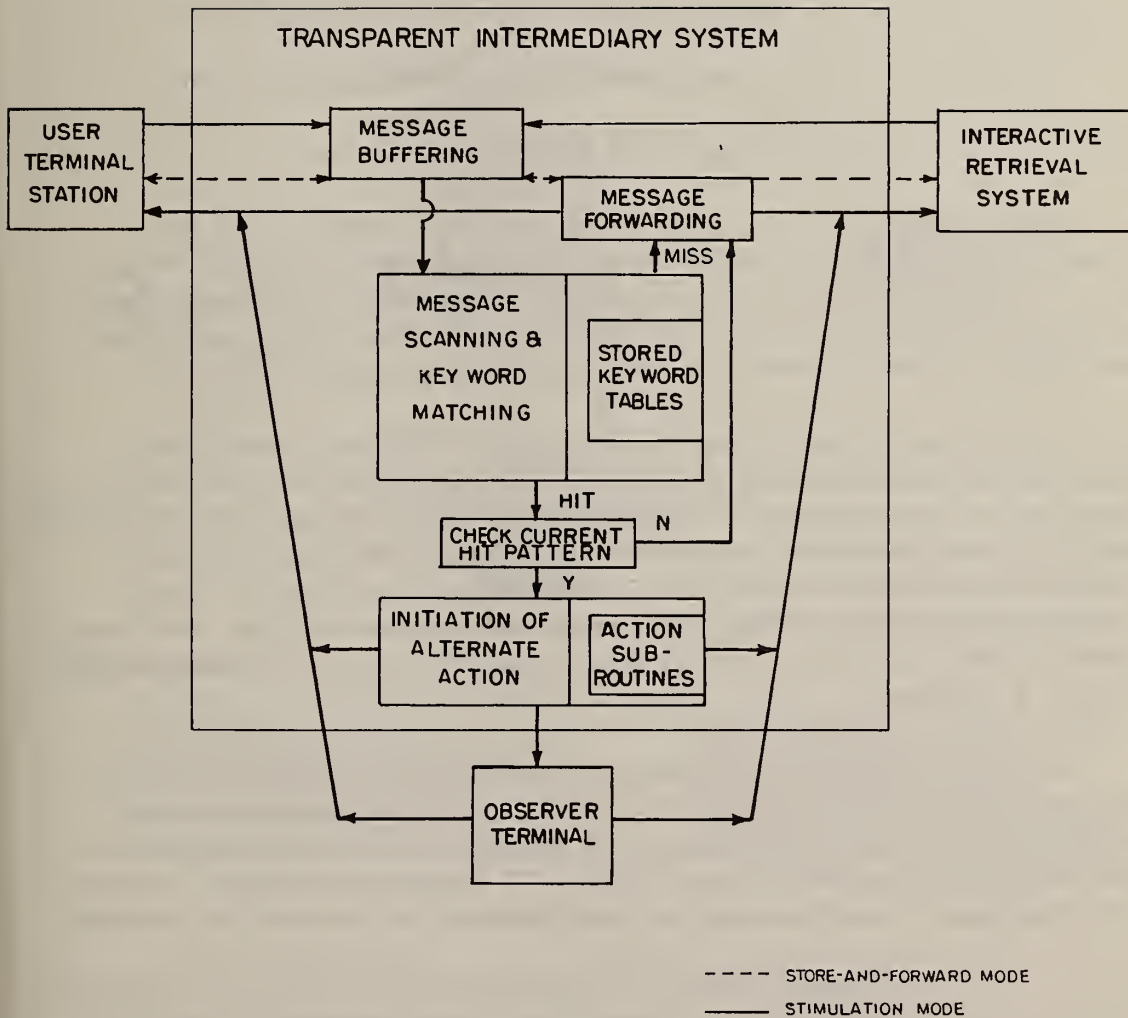 TRANSPARENT INTERMEDIARY SYSTEM
USER
TERMINAL
STATION
MESSAGE
BUFFERING
INTERACTIVE
RETRIEVAL
SYSTEM
MESSAGE
FORWARDING
MISS
MESSAGE
SCANNING &
KEY WORD
MATCHING
STORED
KEY WORD
TABLES
HIT
N
CHECK CURRENT
HIT PATTERN
Y
INITIATION OF
ALTERNATE
ACTION
ACTION
SUB-
ROUTINES
OBSERVER
TERMINAL
STORE-AND-FORWARD MODE
STIMULATION MODE